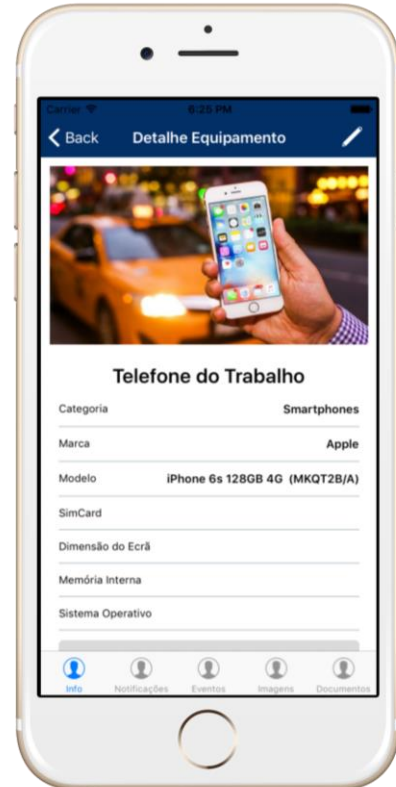 Carrier 6:25 PM
Back Detalhe Equipamento
Telefone do Trabalho
Categoria Smartphones
Marca Apple
Modelo iPhone 6s 128GB 4G (MKQT2B/A)
SimCard
Dimensão do Ecrã
Memória Interna
Sistema Operativo
Info Notificações Eventos Imagens Documentos